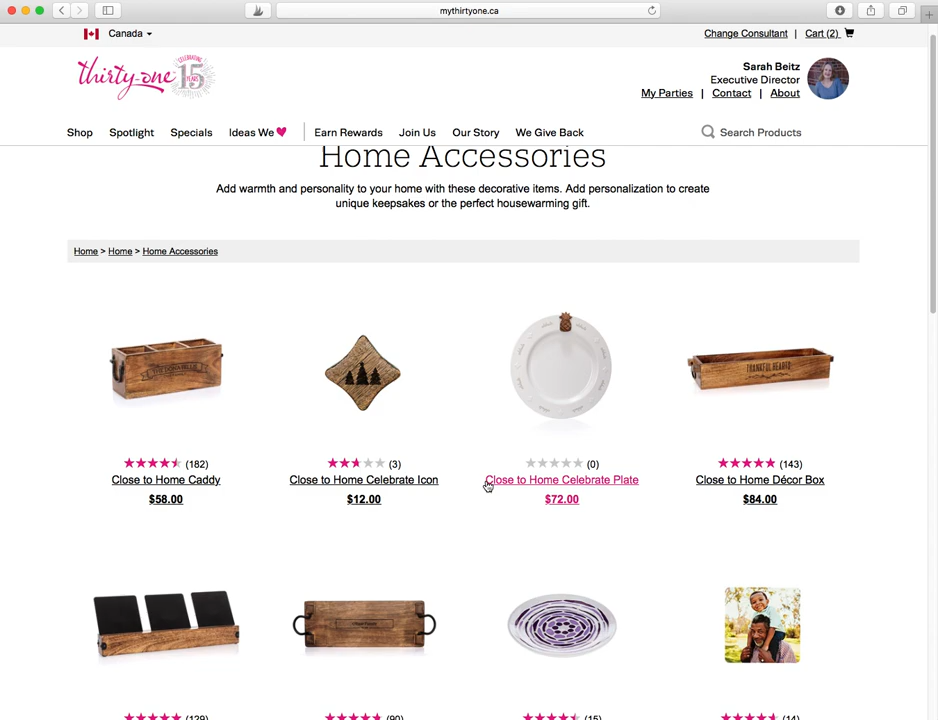 mythirtyone.ca
Canada
Change Consultant | Cart (2)
thirty-one
CELEBRATING
15
YEARS
Sarah Beitz
Executive Director
My Parties | Contact | About
Shop
Spotlight
Specials
Ideas We
Earn Rewards
Join Us
Our Story
We Give Back
Search Products
Home Accessories
Add warmth and personality to your home with these decorative items. Add personalization to create
unique keepsakes or the perfect housewarming gift.
Home > Home > Home Accessories
THANKFUL HEARTS
(182)
Close to Home Caddy
$58.00
(3)
Close to Home Celebrate Icon
$12.00
(0)
Close to Home Celebrate Plate
$72.00
(143)
Close to Home Décor Box
$84.00
(129)
(90)
(15)
(14)